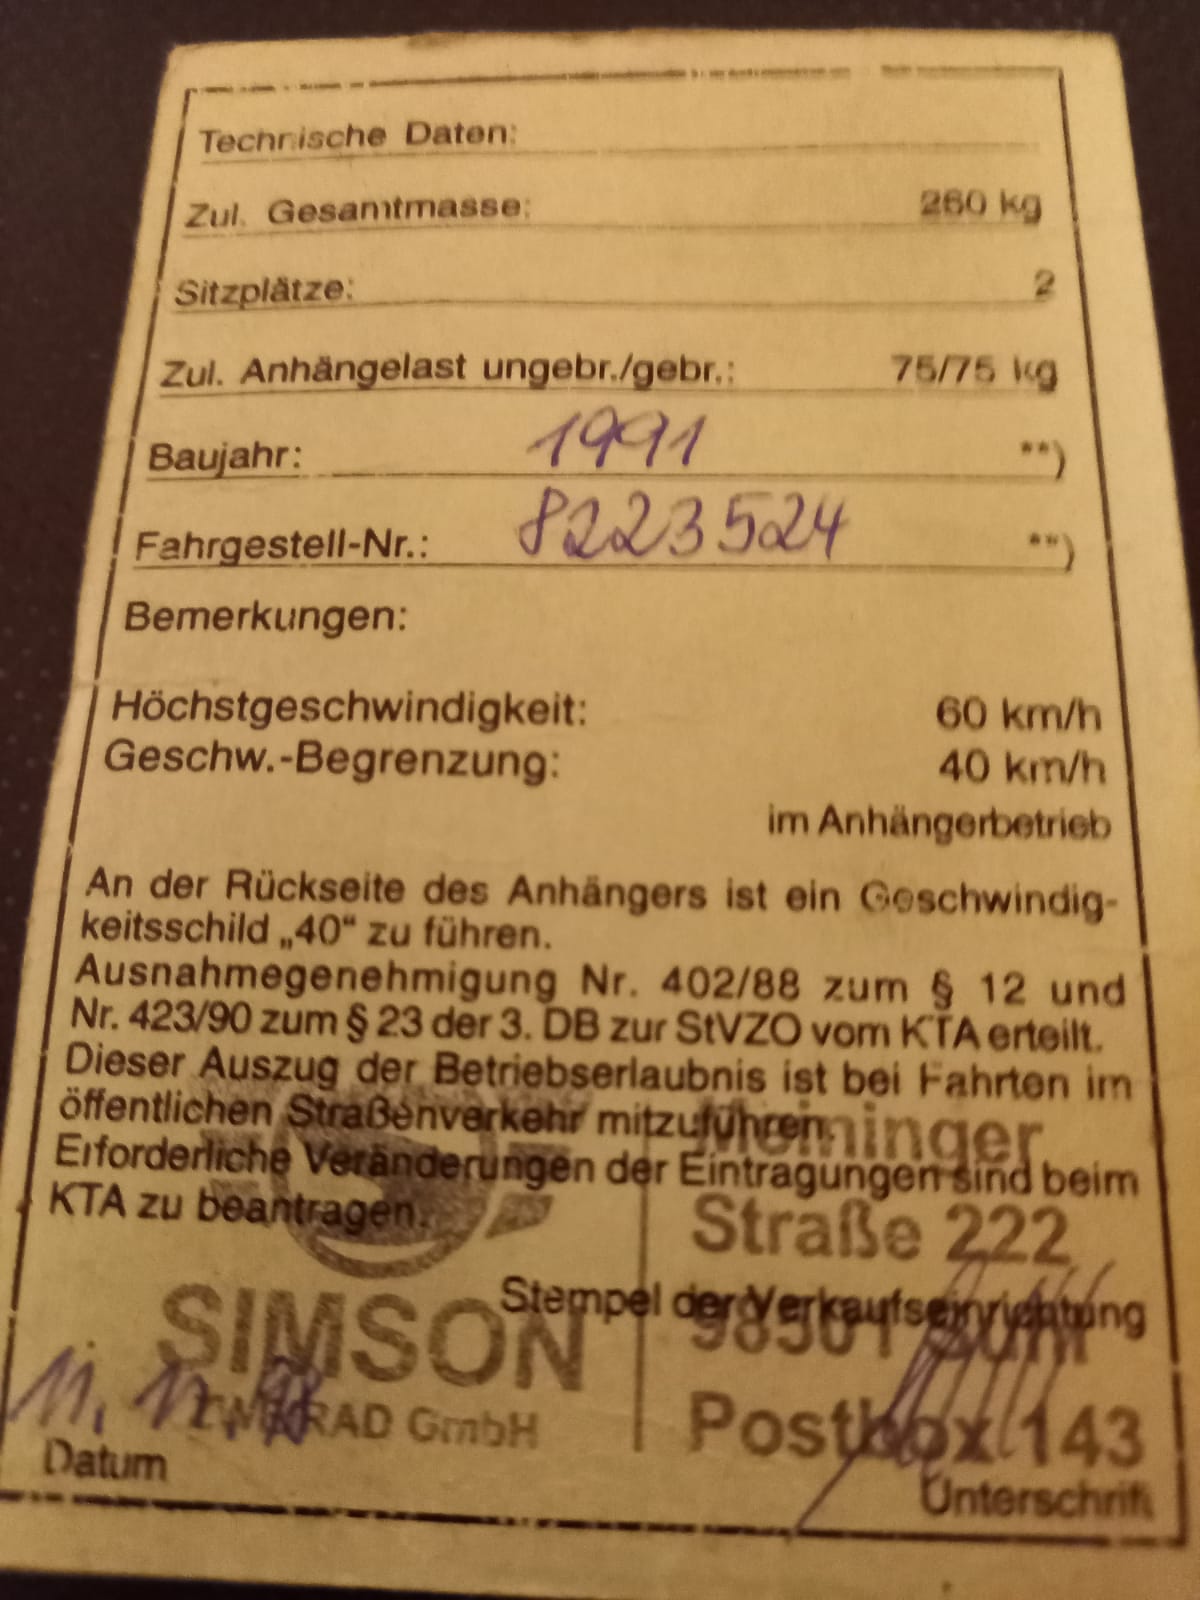 Technische Daten:
Zul. Gesamtmasse: 260 kg
Sitzplätze: 2
Zul. Anhängelast ungebr./gebr.: 75/75 kg
Baujahr: 1991 **)
Fahrgestell-Nr.: 8223524 **)
Bemerkungen:
Höchstgeschwindigkeit: 60 km/h
Geschw.-Begrenzung: 40 km/h
im Anhängerbetrieb
An der Rückseite des Anhängers ist ein Geschwindig-
keitsschild „40“ zu führen.
Ausnahmegenehmigung Nr. 402/88 zum § 12 und
Nr. 423/90 zum § 23 der 3. DB zur StVZO vom KTA erteilt.
Dieser Auszug der Betriebserlaubnis ist bei Fahrten im
öffentlichen Straßenverkehr mitzuführen.
Erforderliche Veränderungen der Eintragungen sind beim
KTA zu beantragen.
Meininger
Straße 222
Stempel der Verkaufseinrichtung
98501 Suhl
SIMSON
ZWEIRAD GmbH
Postbox 143
Datum
Unterschrift